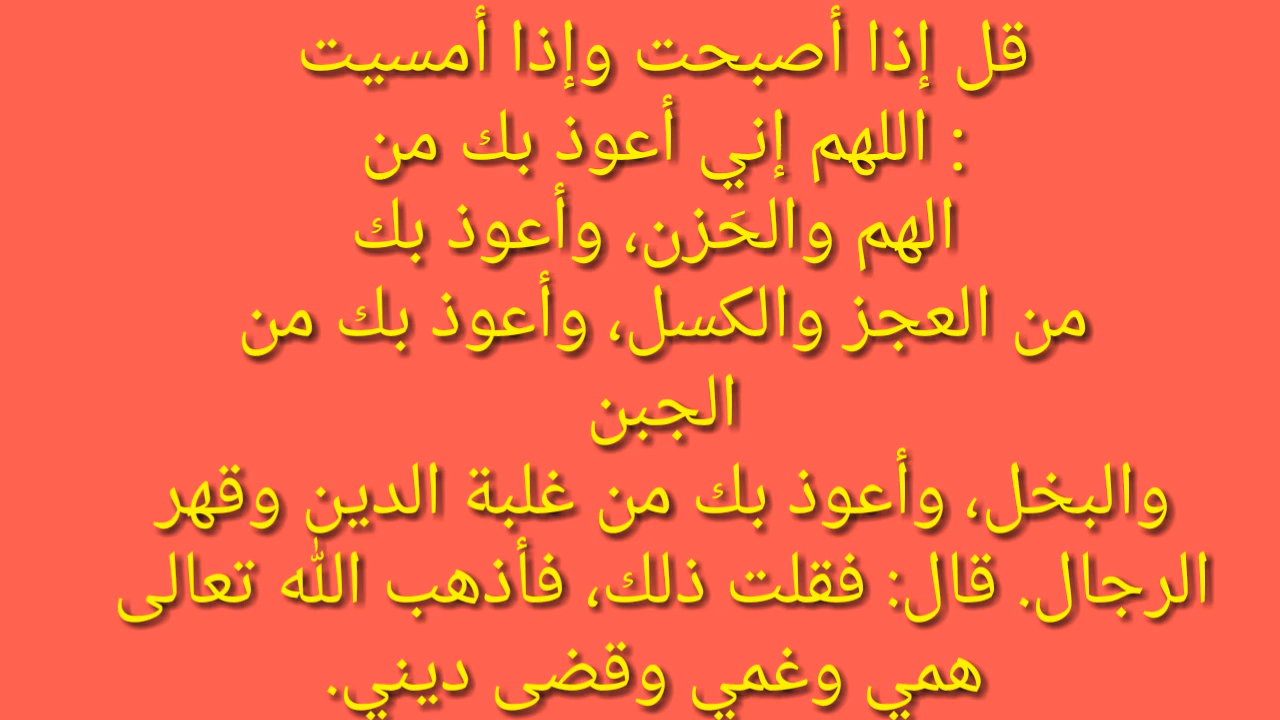 قل إذا أصبحت وإذا أمسيت
: اللهم إني أعوذ بك من
الهم والحَزن، وأعوذ بك
من العجز والكسل، وأعوذ بك من
الجبن
والبخل، وأعوذ بك من غلبة الدين وقهر
الرجال. قال: فقلت ذلك، فأذهب الله تعالى
همي وغمي وقضى ديني.